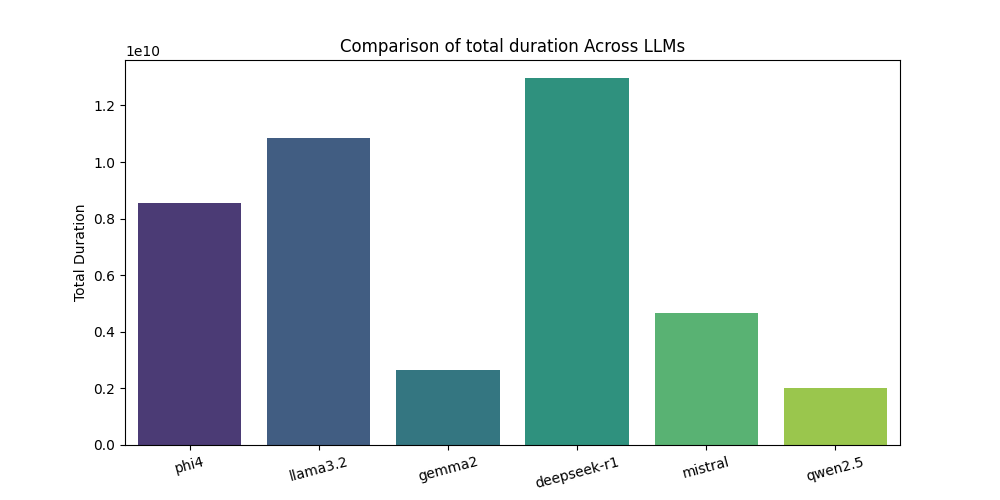 Comparison of total duration Across LLMs
1e10
1.2
1.0
0.8
0.6
0.4
0.2
0.0
Total Duration
phi4
llama3.2
gemma2
deepseek-r1
mistral
qwen2.5